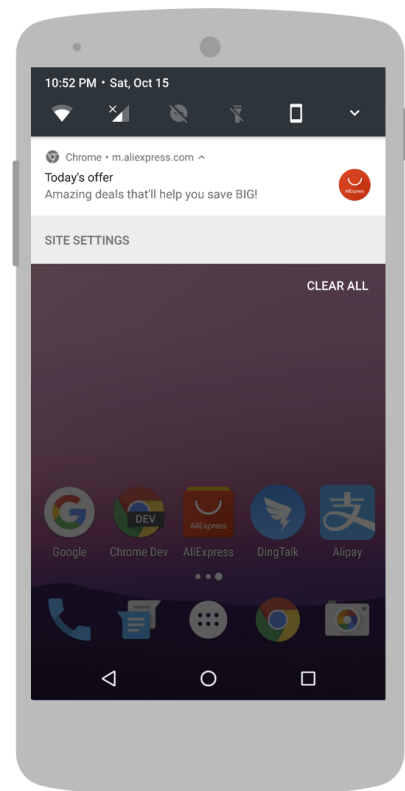 10:52 PM • Sat, Oct 15
Chrome • m.aliexpress.com
Today's offer
Amazing deals that'll help you save BIG!
AliExpress
SITE SETTINGS
CLEAR ALL
DEV
AliExpress
支
Google
Chrome Dev
AliExpress
DingTalk
Alipay